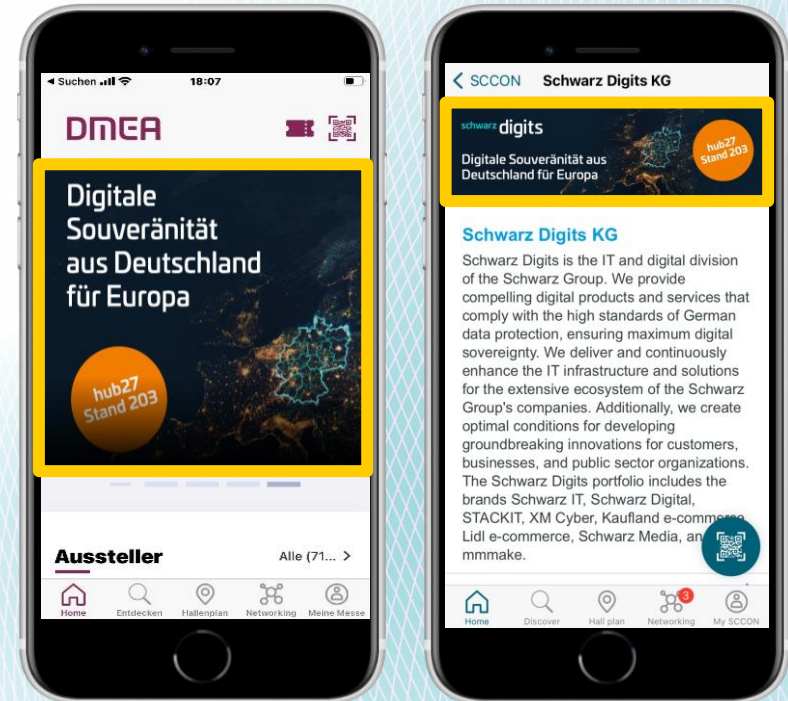 Suchen
18:07
DMEA
Digitale
Souveränität
aus Deutschland
für Europa
hub27
Stand 203
Aussteller
Alle (71... >
Home
Entdecken
Hallenplan
Networking
Meine Messe
SCCON
Schwarz Digits KG
schwarz digits
Digitale Souveränität aus
Deutschland für Europa
hub27
Stand 203
Schwarz Digits KG
Schwarz Digits is the IT and digital division
of the Schwarz Group. We provide
compelling digital products and services that
comply with the high standards of German
data protection, ensuring maximum digital
sovereignty. We deliver and continuously
enhance the IT infrastructure and solutions
for the extensive ecosystem of the Schwarz
Group's companies. Additionally, we create
optimal conditions for developing
groundbreaking innovations for customers,
businesses, and public sector organizations.
The Schwarz Digits portfolio includes the
brands Schwarz IT, Schwarz Digital,
STACKIT, XM Cyber, Kaufland e-commerce,
Lidl e-commerce, Schwarz Media, an
mmmake.
Home
Discover
Hall plan
3
Networking
My SCCON